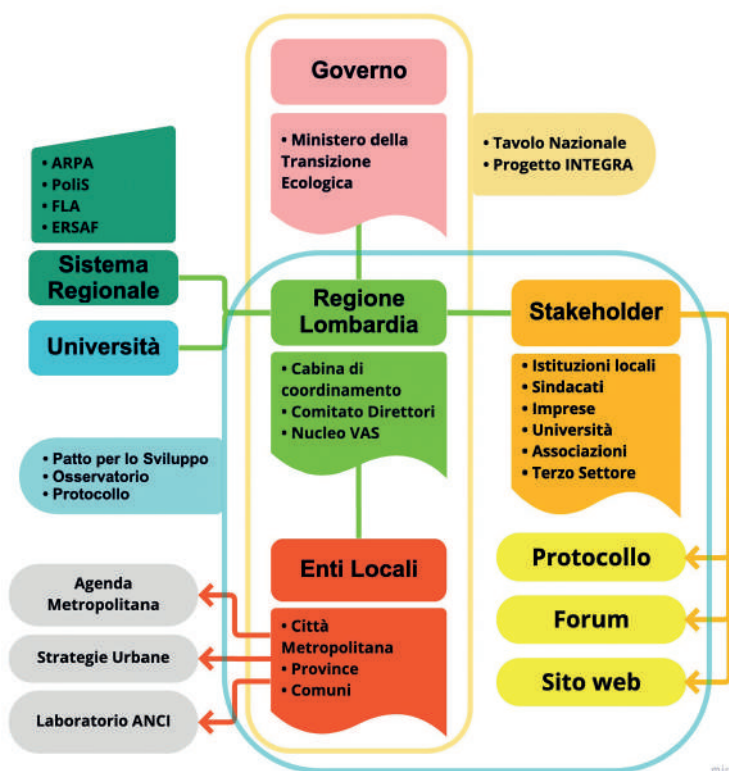 Governo
• Ministero della
Transizione
Ecologica
• Tavolo Nazionale
• Progetto INTEGRA
• ARPA
• PoliS
• FLA
• ERSAF
Sistema
Regionale
Università
Regione
Lombardia
• Cabina di
coordinamento
• Comitato Direttori
• Nucleo VAS
Stakeholder
• Istituzioni locali
• Sindacati
• Imprese
• Università
• Associazioni
• Terzo Settore
• Patto per lo Sviluppo
• Osservatorio
• Protocollo
Enti Locali
• Città
Metropolitana
• Province
• Comuni
Agenda
Metropolitana
Strategie Urbane
Laboratorio ANCI
Protocollo
Forum
Sito web